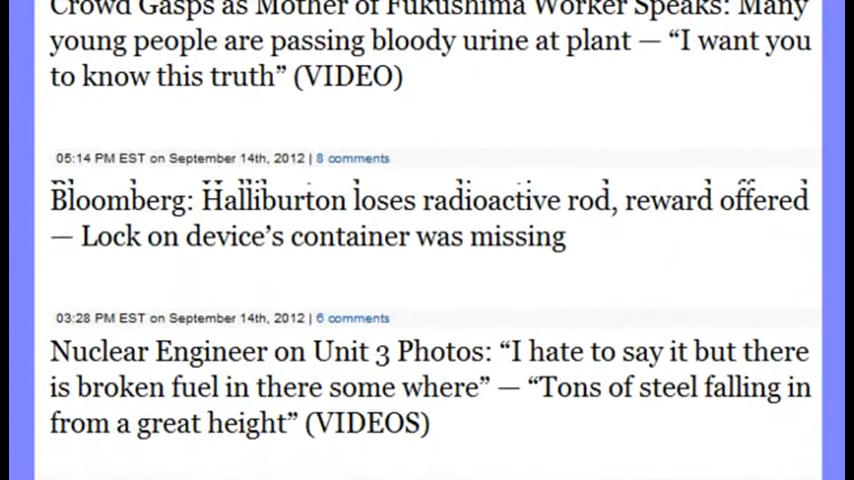 Crowd Gasps as Mother of Fukushima Worker Speaks: Many
young people are passing bloody urine at plant — “I want you
to know this truth” (VIDEO)
05:14 PM EST on September 14th, 2012 | 8 comments
Bloomberg: Halliburton loses radioactive rod, reward offered
— Lock on device’s container was missing
03:28 PM EST on September 14th, 2012 | 6 comments
Nuclear Engineer on Unit 3 Photos: “I hate to say it but there
is broken fuel in there some where” — “Tons of steel falling in
from a great height” (VIDEOS)